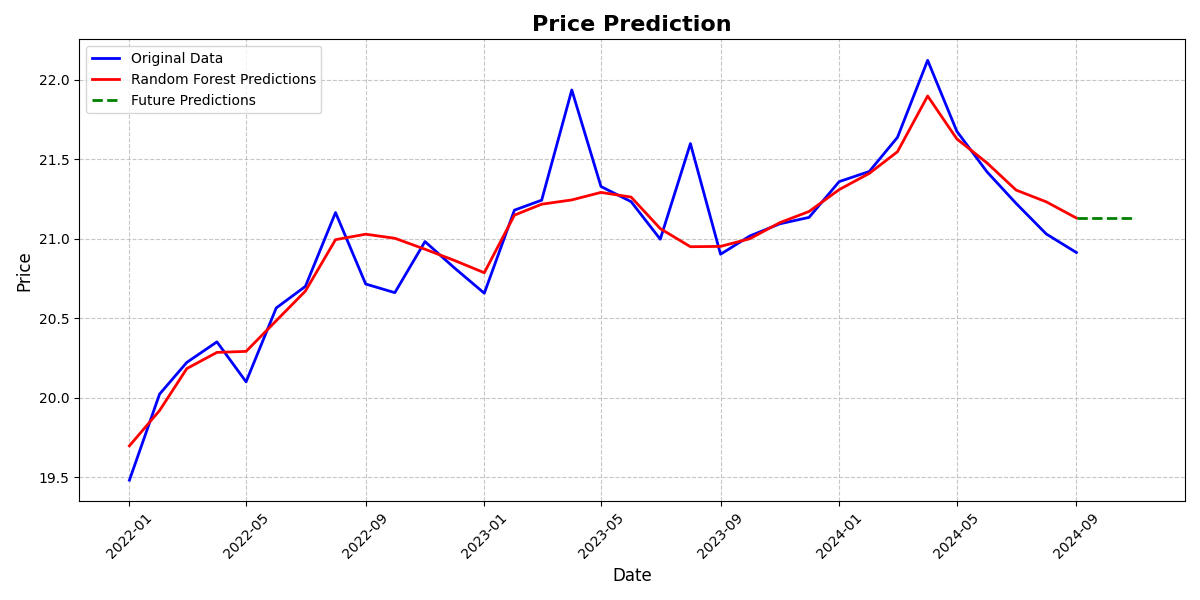 Price Prediction
Original Data
Random Forest Predictions
Future Predictions
Price
22.0
21.5
21.0
20.5
20.0
19.5
2022-01
2022-05
2022-09
2023-01
2023-05
2023-09
2024-01
2024-05
2024-09
Date